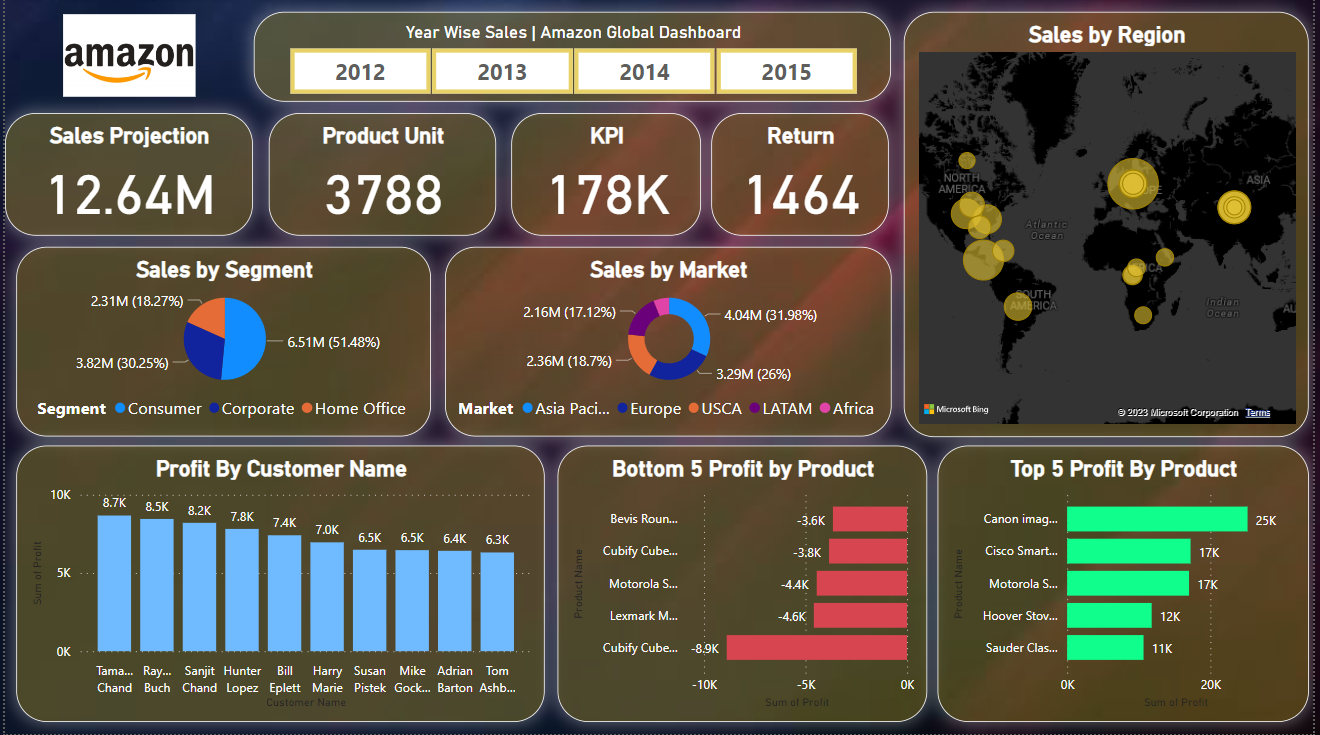 amazon
Year Wise Sales | Amazon Global Dashboard
2012 2013 2014 2015
Sales Projection
12.64M
Product Unit
3788
KPI
178K
Return
1464
Sales by Region
NORTH
AMERICA
Atlantic
Ocean
ASIA
SOUTH
AMERICA
Indian
Ocean
AU
Microsoft Bing
© 2023 Microsoft Corporation Terms
Sales by Segment
2.31M (18.27%)
6.51M (51.48%)
3.82M (30.25%)
Segment Consumer Corporate Home Office
Sales by Market
2.16M (17.12%)
4.04M (31.98%)
2.36M (18.7%)
3.29M (26%)
Market Asia Paci... Europe USCA LATAM Africa
Profit By Customer Name
Sum of Profit
10K
5K
0K
8.7K 8.5K 8.2K 7.8K 7.4K 7.0K 6.5K 6.5K 6.4K 6.3K
Tama... Ray... Sanjit Hunter Bill Harry Susan Mike Adrian Tom
Chand Buch Chand Lopez Eplett Marie Pistek Gock... Barton Ashb...
Customer Name
Bottom 5 Profit by Product
Product Name
Bevis Roun... -3.6K
Cubify Cube... -3.8K
Motorola S... -4.4K
Lexmark M... -4.6K
Cubify Cube... -8.9K
-10K -5K 0K
Sum of Profit
Top 5 Profit By Product
Product Name
Canon imag... 25K
Cisco Smart... 17K
Motorola S... 17K
Hoover Stov... 12K
Sauder Clas... 11K
0K 20K
Sum of Profit